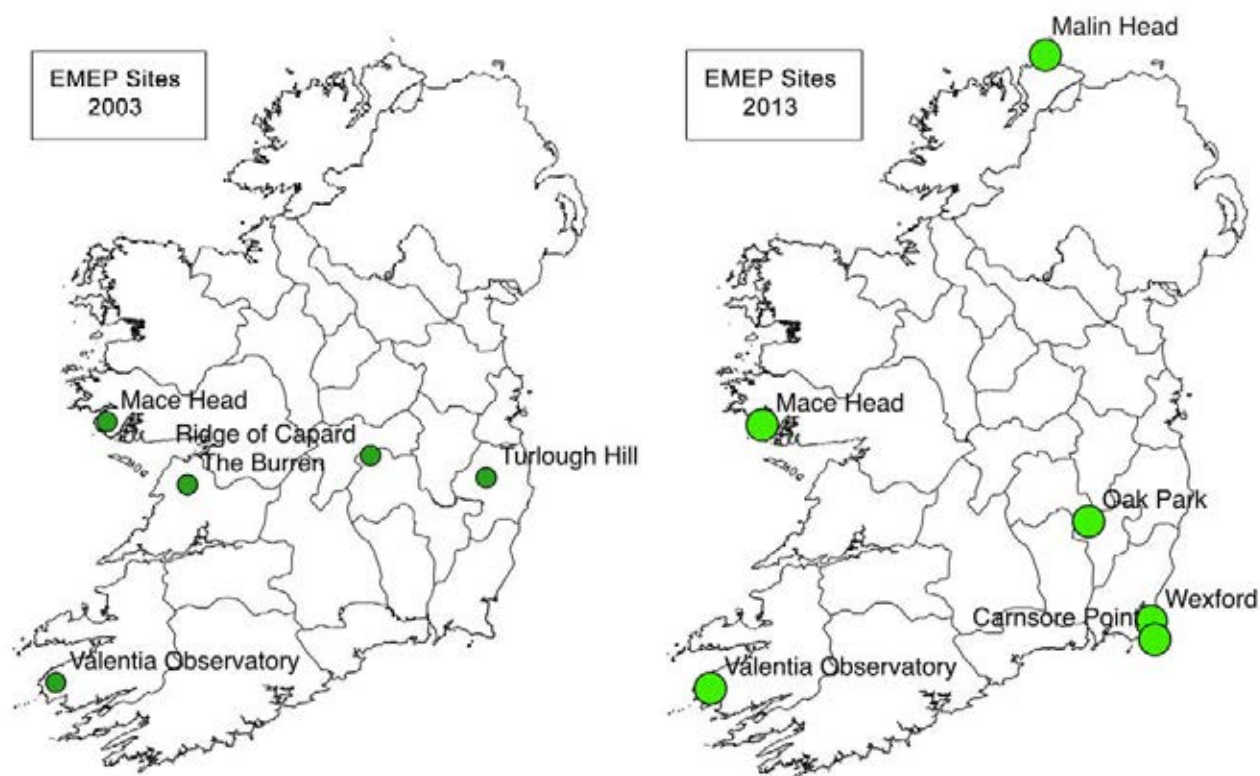 EMEP Sites
2003
Mace Head
Ridge of Capard
The Burren
Turlough Hill
Valentia Observatory
EMEP Sites
2013
Malin Head
Mace Head
Oak Park
Wexford
Carnsore Point
Valentia Observatory